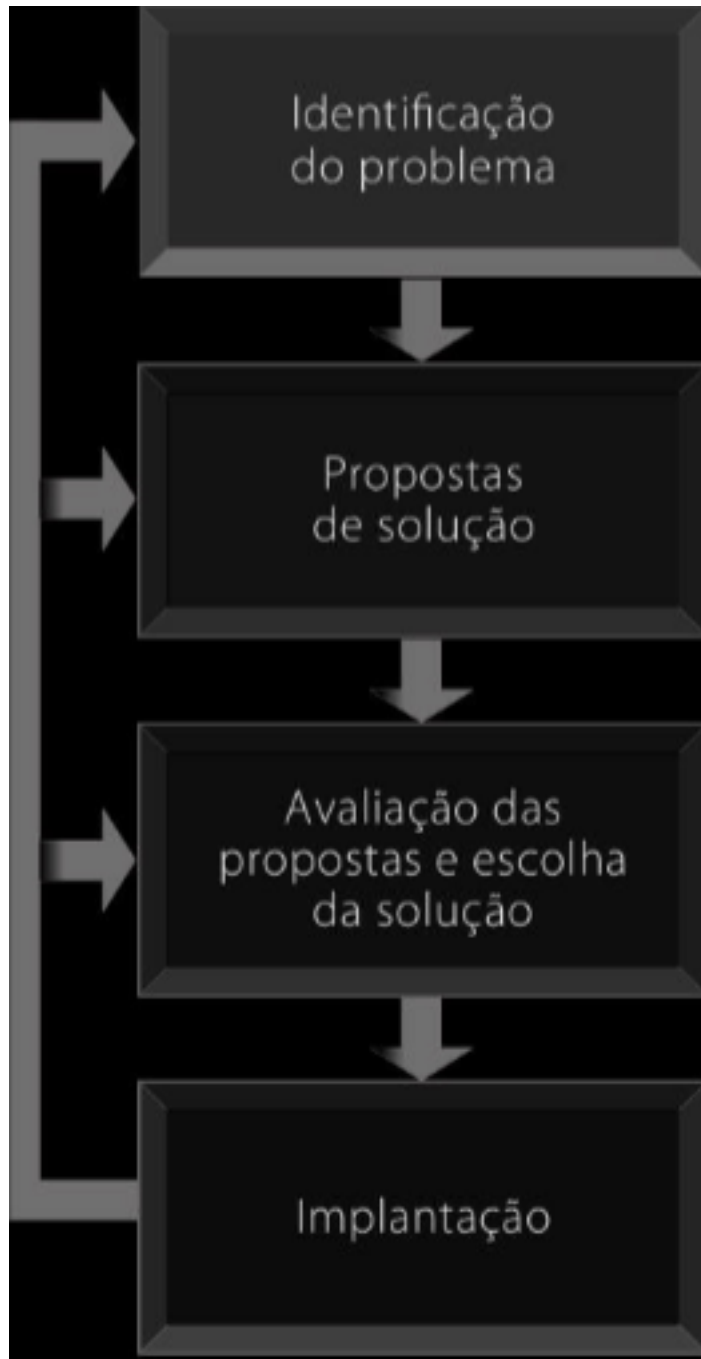 Identificação
do problema
Propostas
de solução
Avaliação das
propostas e escolha
da solução
Implantação